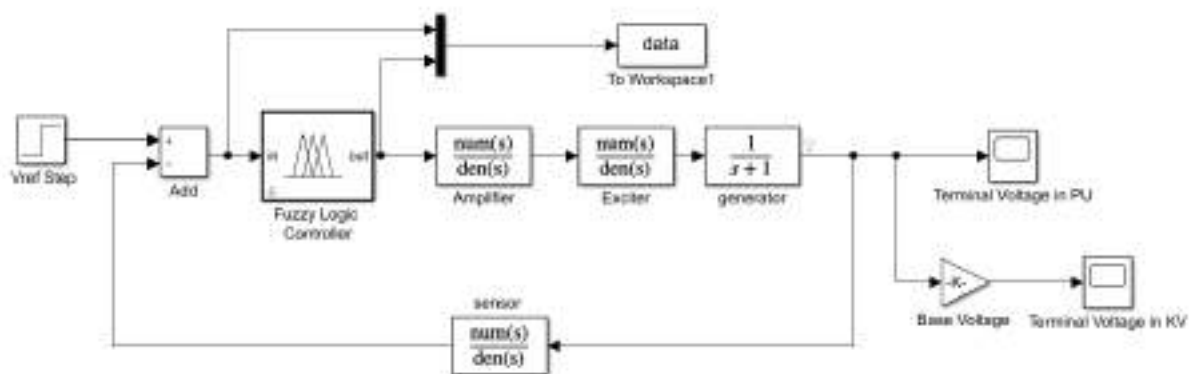 data
To Workspace1
+
−
in
out
num(s)
den(s)
num(s)
den(s)
1
s + 1
Vref Step
Add
Fuzzy Logic
Controller
Amplifier
Exciter
generator
Terminal Voltage in PU
-K-
Base Voltage
Terminal Voltage in KV
sensor
num(s)
den(s)